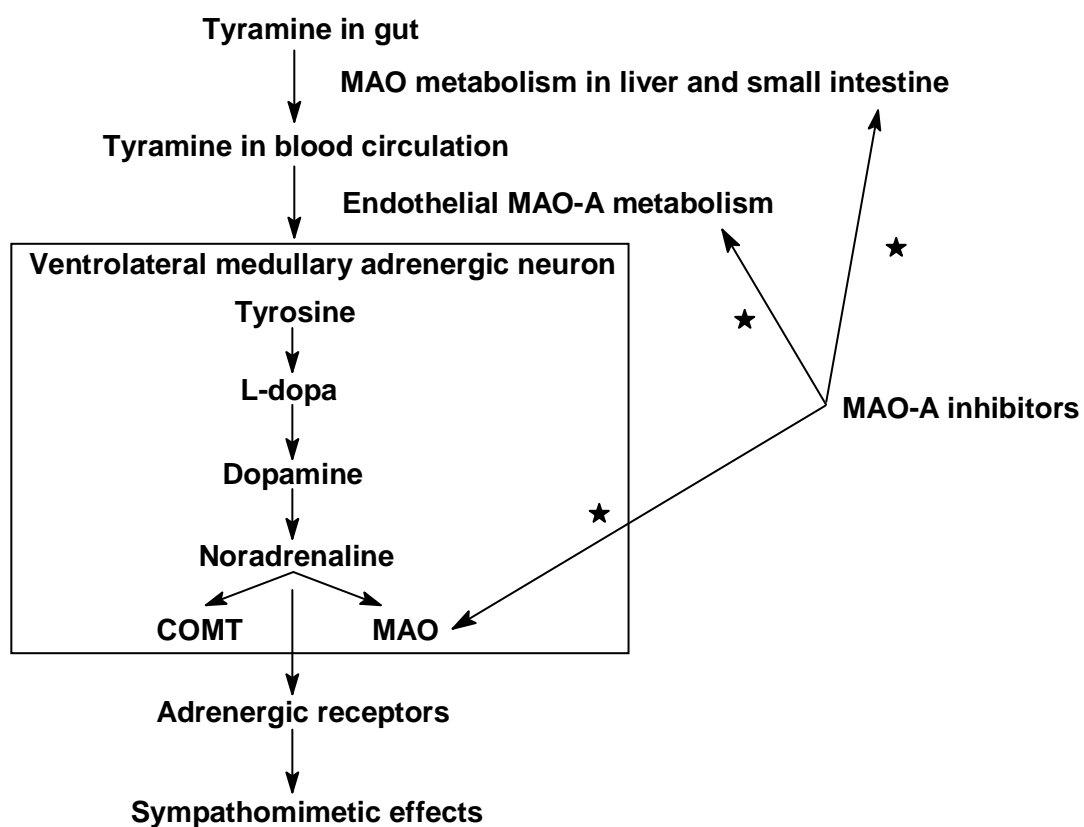 Tyramine in gut
MAO metabolism in liver and small intestine
Tyramine in blood circulation
Endothelial MAO-A metabolism
Ventrolateral medullary adrenergic neuron
Tyrosine
L-dopa
MAO-A inhibitors
Dopamine
Noradrenaline
COMT
MAO
Adrenergic receptors
Sympathomimetic effects